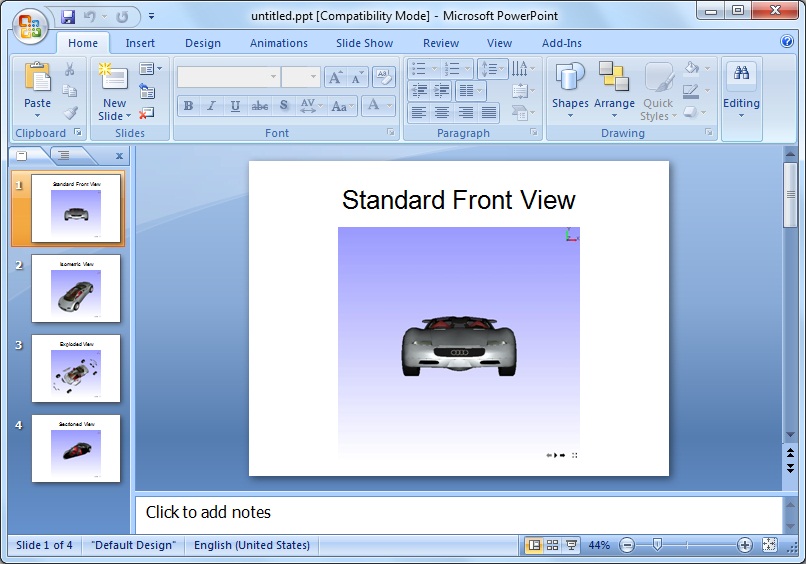 untitled.ppt [Compatibility Mode] - Microsoft PowerPoint
Home Insert Design Animations Slide Show Review View Add-Ins
Paste
New Slide
B I U abc S AV Aa A
Shapes Arrange Quick Styles
Editing
Clipboard Slides Font Paragraph Drawing
1 Standard Front View
2 Isometric View
3 Exploded View
4 Sectioned View
Standard Front View
Click to add notes
Slide 1 of 4 "Default Design" English (United States) 44%